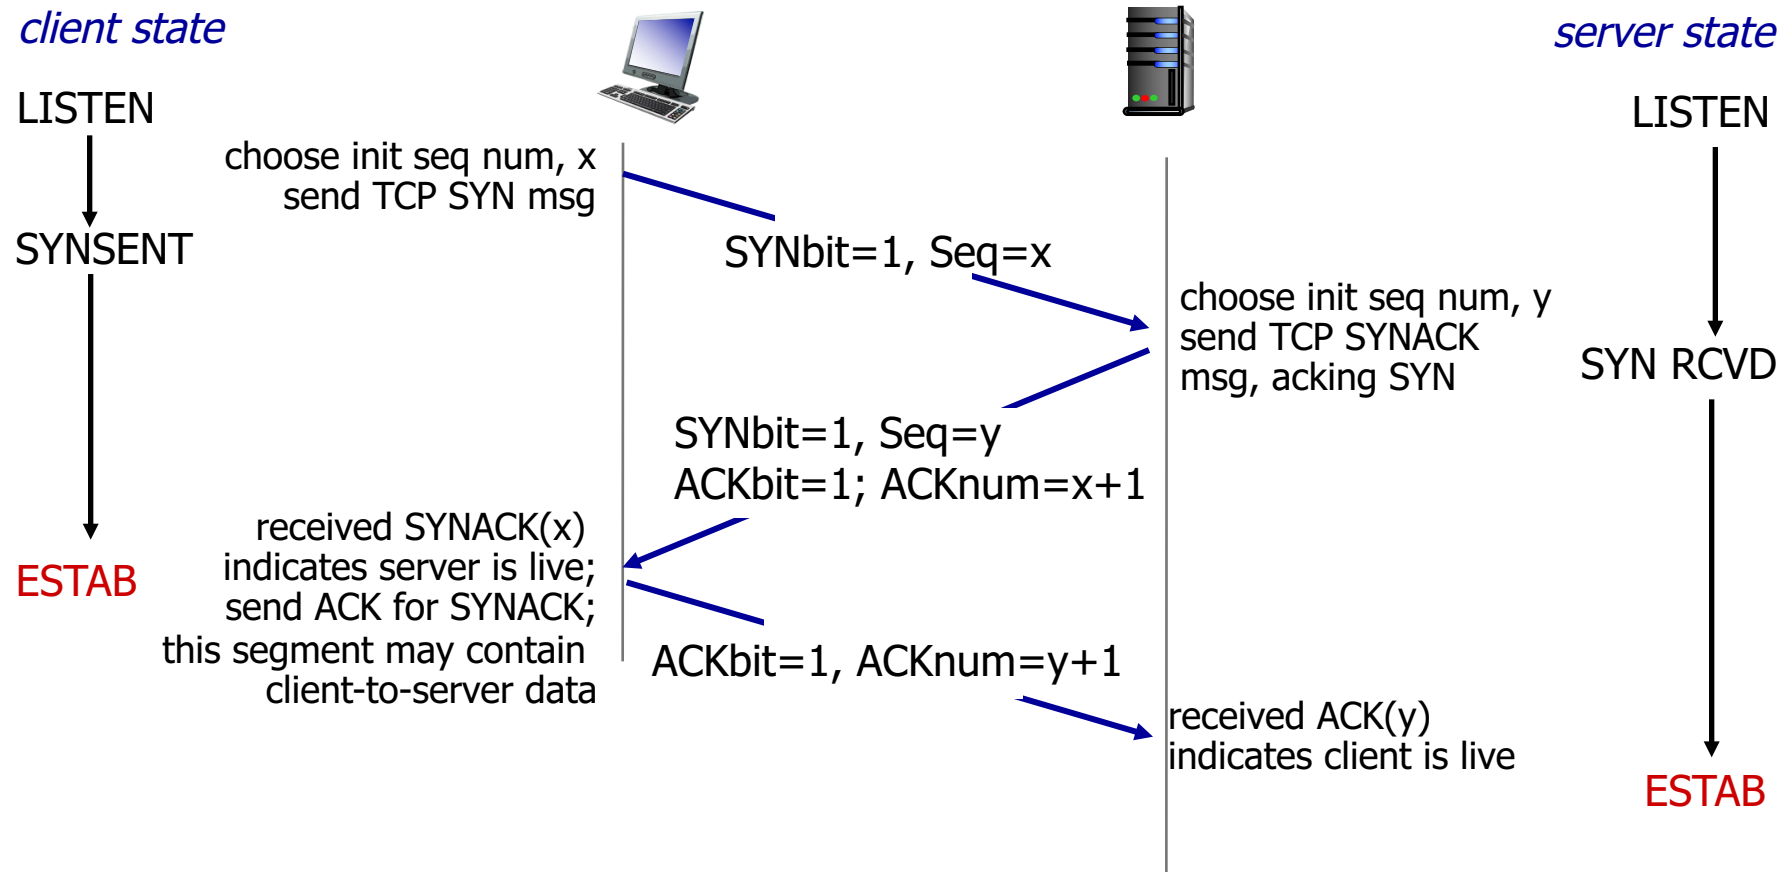 client state
server state
LISTEN
LISTEN
choose init seq num, x
send TCP SYN msg
SYNSENT
SYNbit=1, Seq=x
choose init seq num, y
send TCP SYNACK
msg, acking SYN
SYN RCVD
SYNbit=1, Seq=y
ACKbit=1; ACKnum=x+1
received SYNACK(x)
indicates server is live;
send ACK for SYNACK;
this segment may contain
client-to-server data
ESTAB
ACKbit=1, ACKnum=y+1
received ACK(y)
indicates client is live
ESTAB